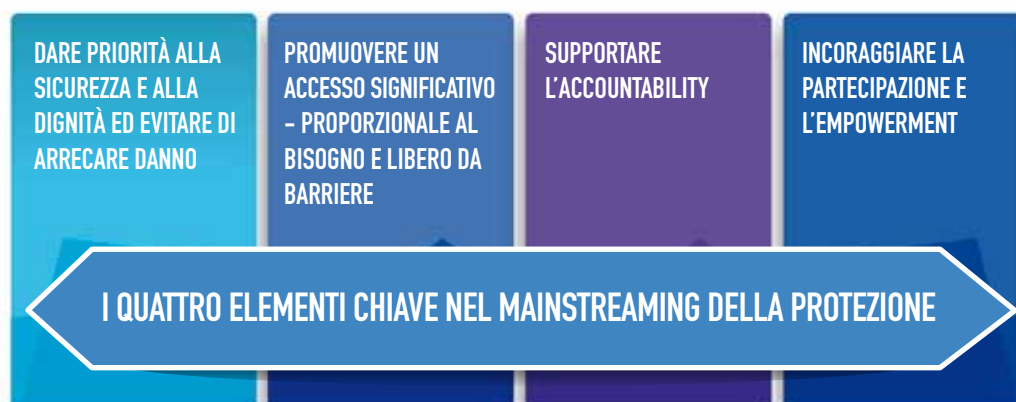 DARE PRIORITÀ ALLA
SICUREZZA E ALLA
DIGNITÀ ED EVITARE DI
ARRECARE DANNO
PROMUOVERE UN
ACCESSO SIGNIFICATIVO
– PROPORZIONALE AL
BISOGNO E LIBERO DA
BARRIERE
SUPPORTARE
L'ACCOUNTABILITY
INCORAGGIARE LA
PARTECIPAZIONE E
L'EMPOWERMENT
I QUATTRO ELEMENTI CHIAVE NEL MAINSTREAMING DELLA PROTEZIONE